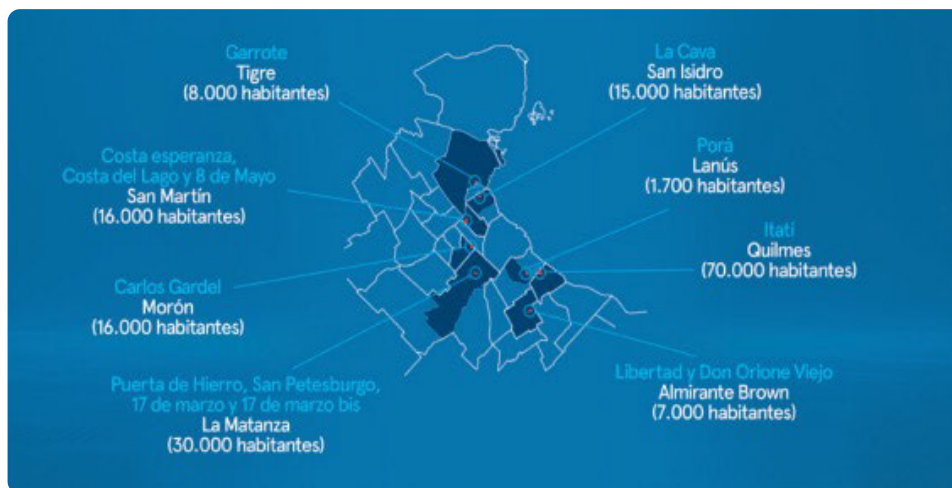 Garrote
Tigre
(8.000 habitantes)
La Cava
San Isidro
(15.000 habitantes)
Costa esperanza,
Costa del Lago y 8 de Mayo
San Martín
(16.000 habitantes)
Porá
Lanús
(1.700 habitantes)
Itatí
Quilmes
(70.000 habitantes)
Carlos Gardel
Morón
(16.000 habitantes)
Puerta de Hierro, San Petesburgo,
17 de marzo y 17 de marzo bis
La Matanza
(30.000 habitantes)
Libertad y Don Orione Viejo
Almirante Brown
(7.000 habitantes)